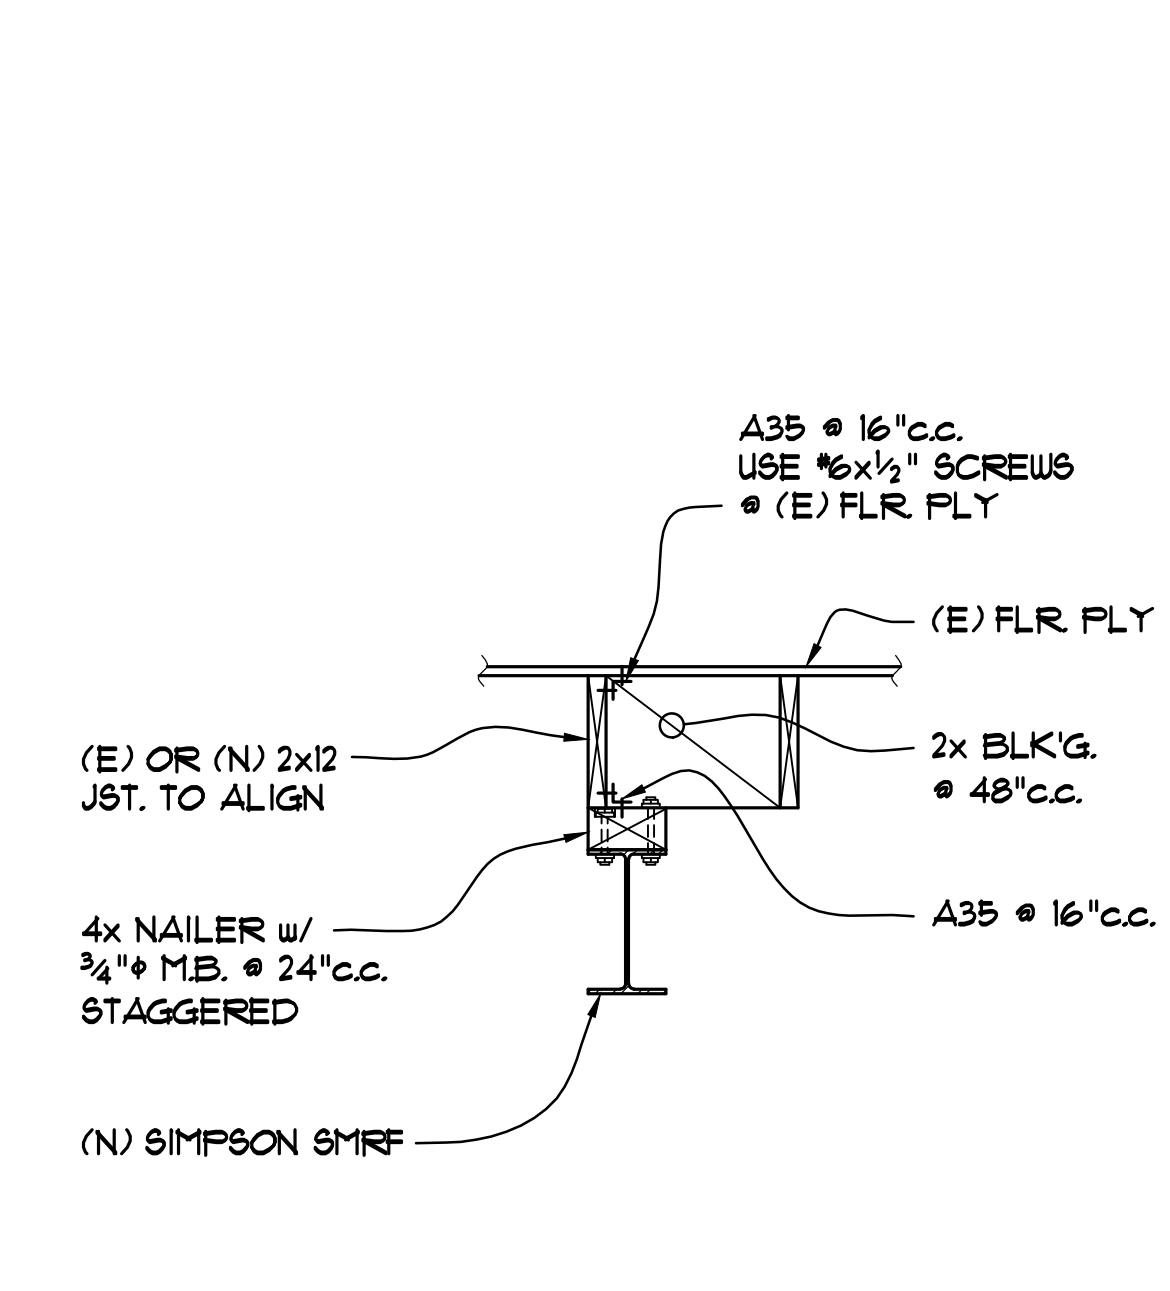 A35 @ 16"c.c.
USE #6x1/2" SCREWS
@ (E) FLR. PLY
(E) FLR. PLY
(E) OR (N) 2x12
JST. TO ALIGN
2x BLK'G.
@ 48"c.c.
4x NAILER w/
3/4"ϕ M.B. @ 24"c.c.
STAGGERED
A35 @ 16"c.c.
(N) SIMPSON SMRF